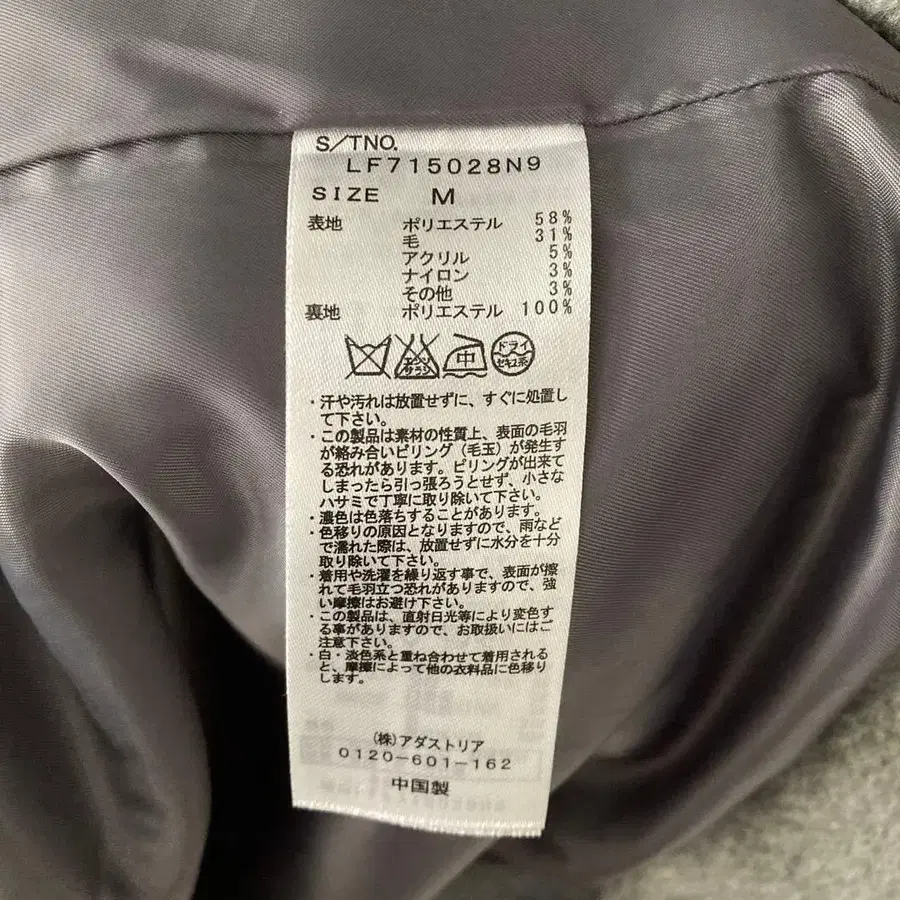 S/TNO.
LF715028N9
SIZE M
表地 ポリエステル 58%
毛 31%
アクリル 5%
ナイロン 3%
その他 3%
裏地 ポリエステル 100%
エンソ サラシ 中 ドライ セキユ系
・汗や汚れは放置せずに、すぐに処置し
て下さい。
・この製品は素材の性質上、表面の毛羽
が絡み合いピリング（毛玉）が発生す
る恐れがあります。ピリングが出来て
しまったら引っ張ろうとせず、小さな
ハサミで丁寧に取り除いて下さい。
・濃色は色落ちすることがあります。
・色移りの原因となりますので、雨など
で濡れた際は、放置せずに水分を十分
取り除いて下さい。
・着用や洗濯を繰り返す事で、表面が擦
れて毛羽立つ恐れがありますので、強
い摩擦はお避け下さい。
・この製品は、直射日光等により変色す
る事がありますので、お取扱いにはご
注意下さい。
・白・淡色系と重ね合わせて着用される
と、摩擦によって他の衣料品に色移り
します。
(株)アダストリア
0120-601-162
中国製